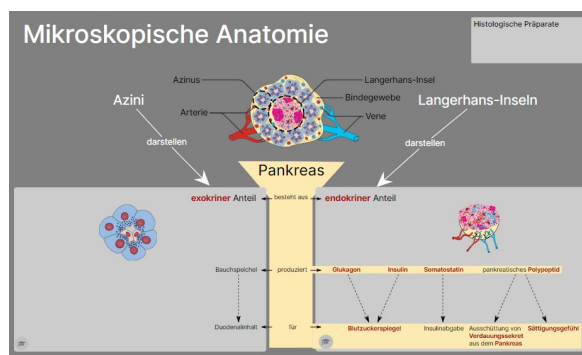 Mikroskopische Anatomie
Histologische Präparate
Azinus
Langerhans-Insel
Azini
Bindegewebe
Langerhans-Inseln
Arterie
Vene
darstellen
darstellen
Pankreas
exokriner Anteil
besteht aus
endokriner Anteil
Bauchspeichel
produziert
Glukagon
Insulin
Somatostatin
pankreatisches Polypeptid
Duodenalinhalt
für
Blutzuckerspiegel
Insulinabgabe
Ausschüttung von
Verdauungssekret
aus dem Pankreas
Sättigungsgefühl